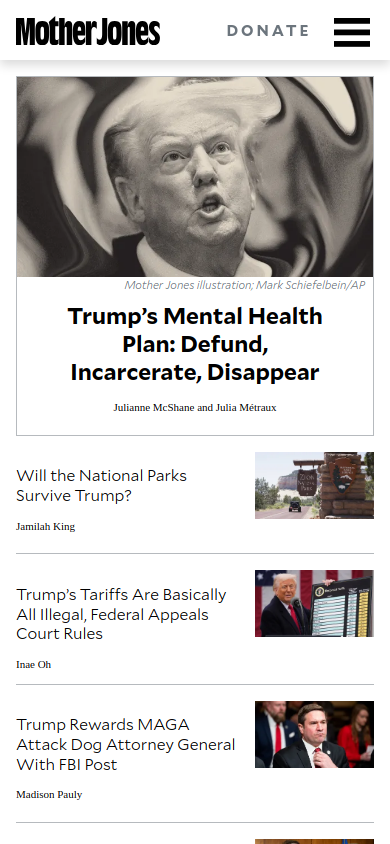 Mother Jones
DONATE
Mother Jones illustration; Mark Schiefelbein/AP
Trump’s Mental Health
Plan: Defund,
Incarcerate, Disappear
Julianne McShane and Julia Métraux
Will the National Parks
Survive Trump?
Jamilah King
Trump’s Tariffs Are Basically
All Illegal, Federal Appeals
Court Rules
Inae Oh
Trump Rewards MAGA
Attack Dog Attorney General
With FBI Post
Madison Pauly